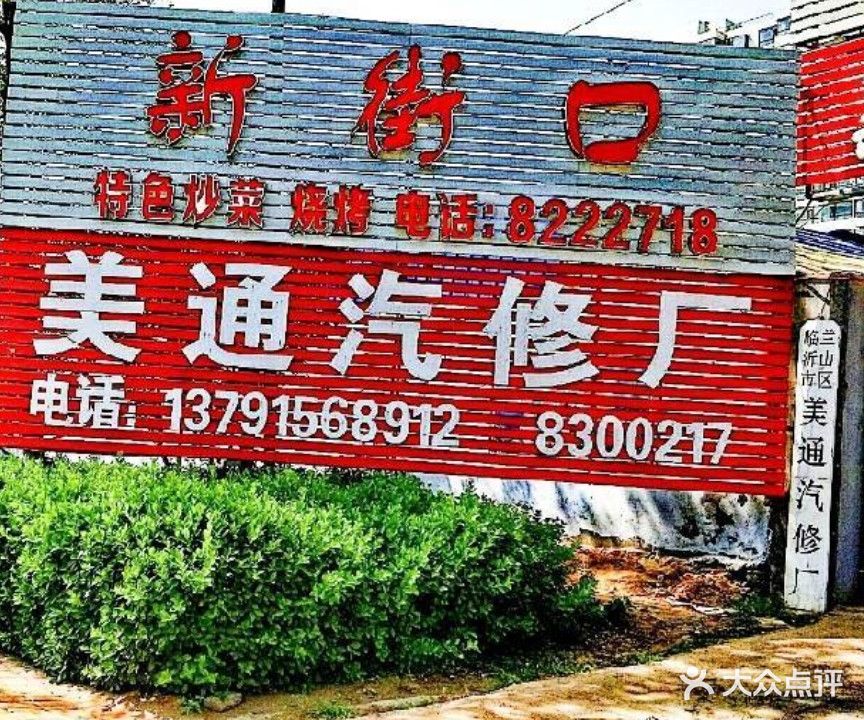 新街口
特色炒菜 烧烤 电话:8222718
美通汽修厂
电话:13791568912 8300217
兰山区
临沂市
美通汽修厂
大众点评